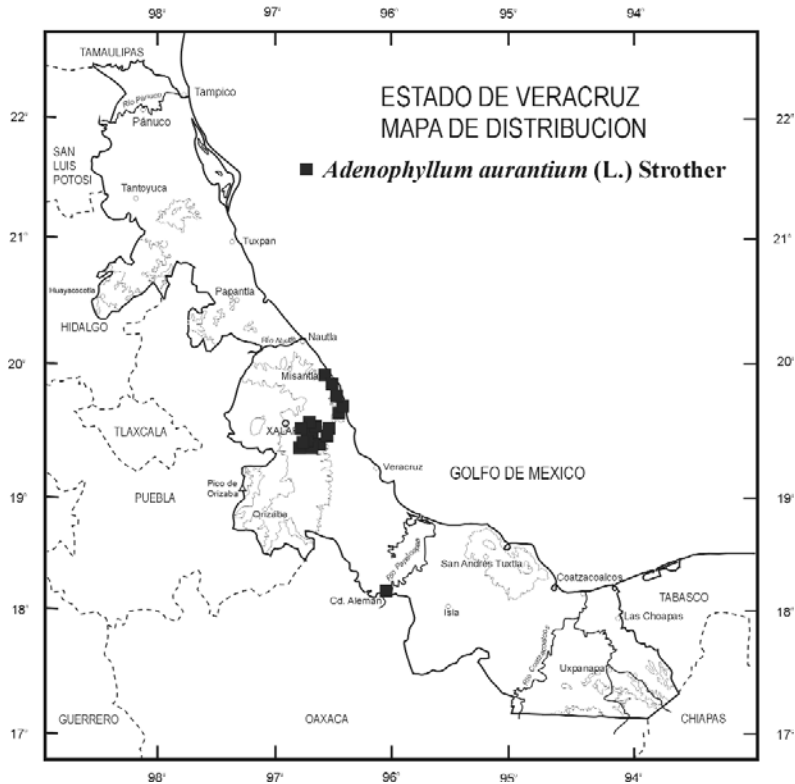 98° 97° 96° 95° 94°
TAMAULIPAS
Río Pánuco
Tampico
Pánuco
22° 22°
ESTADO DE VERACRUZ
MAPA DE DISTRIBUCION
■ Adenophyllum aurantium (L.) Strother
SAN
LUIS
POTOSI
Tantoyuca
21° 21°
Tuxpan
Huayacocotla
Papantla
HIDALGO
Nautla
20° 20°
Misantla
TLAXCALA
Veracruz
GOLFO DE MEXICO
19° 19°
PUEBLA
Pico de
Orizaba
Orizaba
San Andrés Tuxtla
Coatzacoalcos
TABASCO
18° 18°
Cd. Alemán
Isla
Las Choapas
Uxpanapa
GUERRERO
OAXACA
CHIAPAS
17° 17°
98° 97° 96° 95° 94°